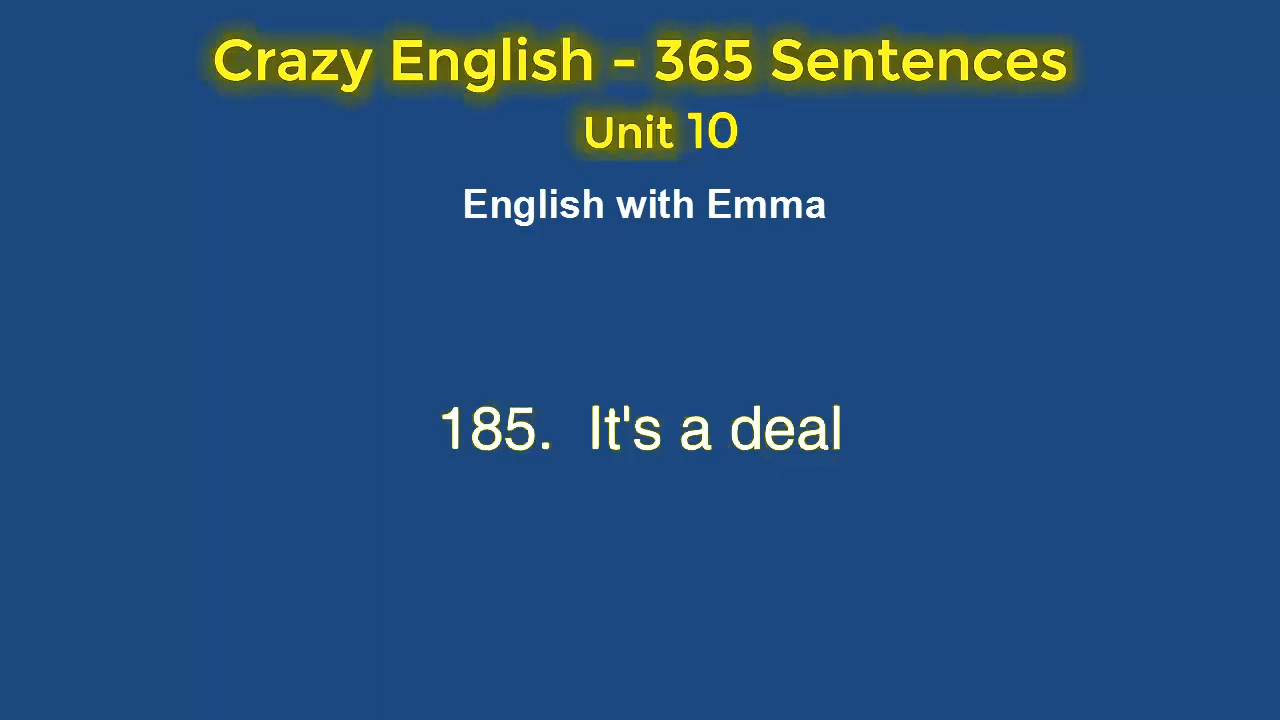 Crazy English - 365 Sentences
Unit 10
English with Emma
185. It's a deal